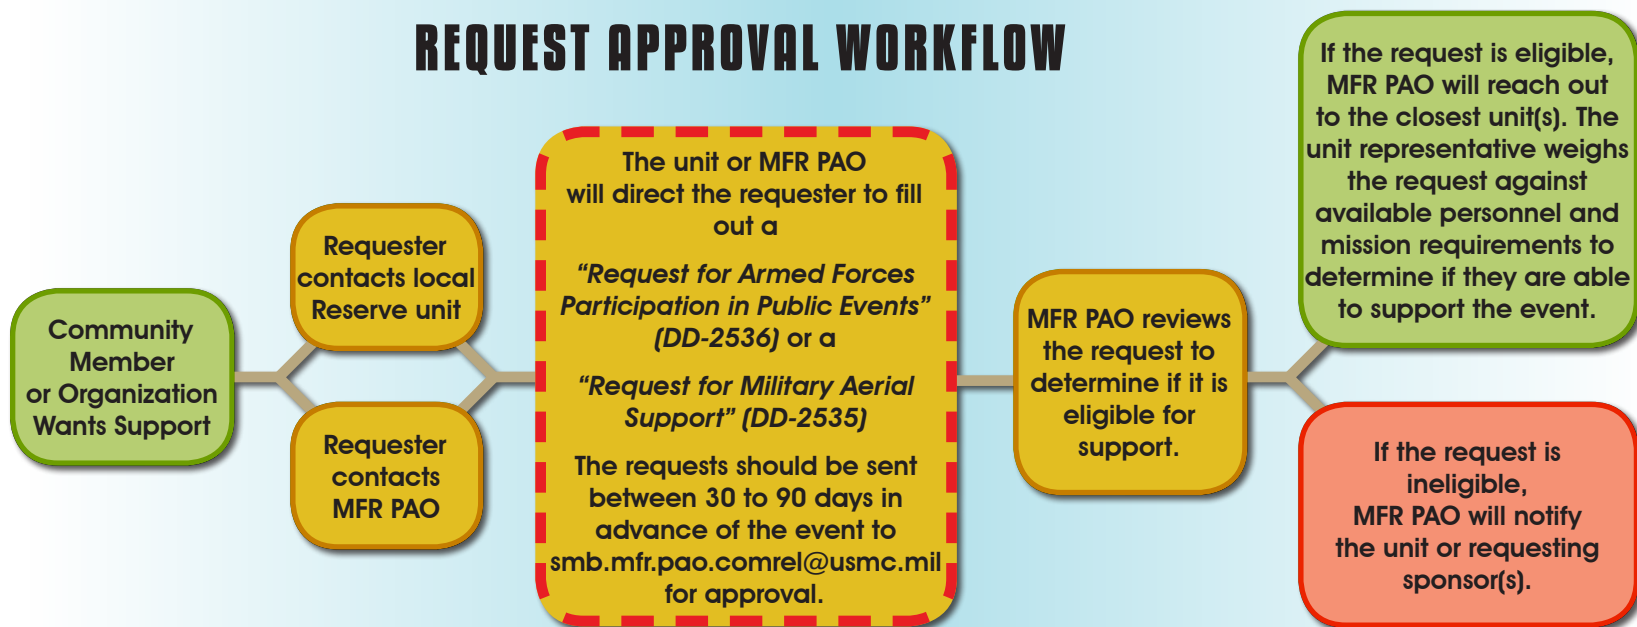 REQUEST APPROVAL WORKFLOW
Community
Member
or Organization
Wants Support
Requester
contacts local
Reserve unit
Requester
contacts
MFR PAO
The unit or MFR PAO
will direct the requester to fill
out a
“Request for Armed Forces
Participation in Public Events”
(DD-2536) or a
“Request for Military Aerial
Support” (DD-2535)
The requests should be sent
between 30 to 90 days in
advance of the event to
smb.mfr.pao.comrel@usmc.mil
for approval.
MFR PAO reviews
the request to
determine if it is
eligible for
support.
If the request is eligible,
MFR PAO will reach out
to the closest unit(s). The
unit representative weighs
the request against
available personnel and
mission requirements to
determine if they are able
to support the event.
If the request is
ineligible,
MFR PAO will notify
the unit or requesting
sponsor(s).